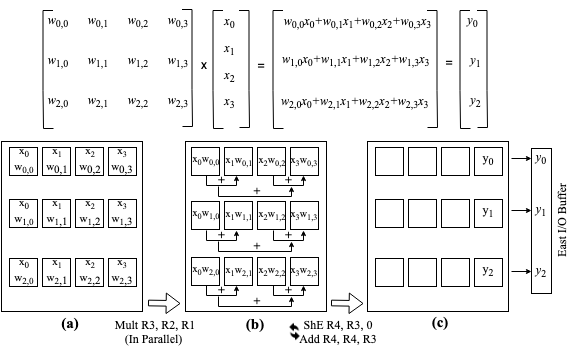 w0,0 w0,1 w0,2 w0,3 x0 w0,0x0+w0,1x1+w0,2x2+w0,3x3 y0
x1
w1,0 w1,1 w1,2 w1,3 x = w1,0x0+w1,1x1+w1,2x2+w1,3x3 = y1
x2
w2,0 w2,1 w2,2 w2,3 x3 w2,0x0+w2,1x1+w2,2x2+w2,3x3 y2
x0 x1 x2 x3
w0,0 w0,1 w0,2 w0,3
x0 x1 x2 x3
w1,0 w1,1 w1,2 w1,3
x0 x1 x2 x3
w2,0 w2,1 w2,2 w2,3
(a)
Mult R3, R2, R1
(In Parallel)
x0w0,0 x1w0,1 x2w0,2 x3w0,3
+ +
+
x0w1,0 x1w1,1 x2w1,2 x3w1,3
+ +
+
x0w2,0 x1w2,1 x2w2,2 x3w2,3
+ +
+
(b)
ShE R4, R3, 0
Add R4, R4, R3
y0 y0
y1 y1
y2 y2
(c)
East I/O Buffer